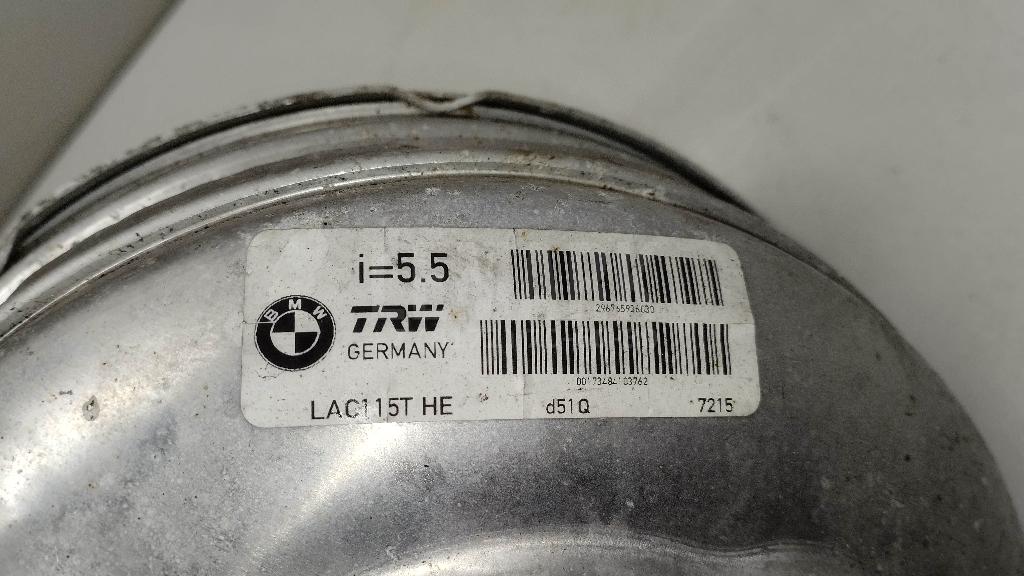 i=5.5
BMW
TRW
GERMANY
LAC115T HE
d51Q
7215